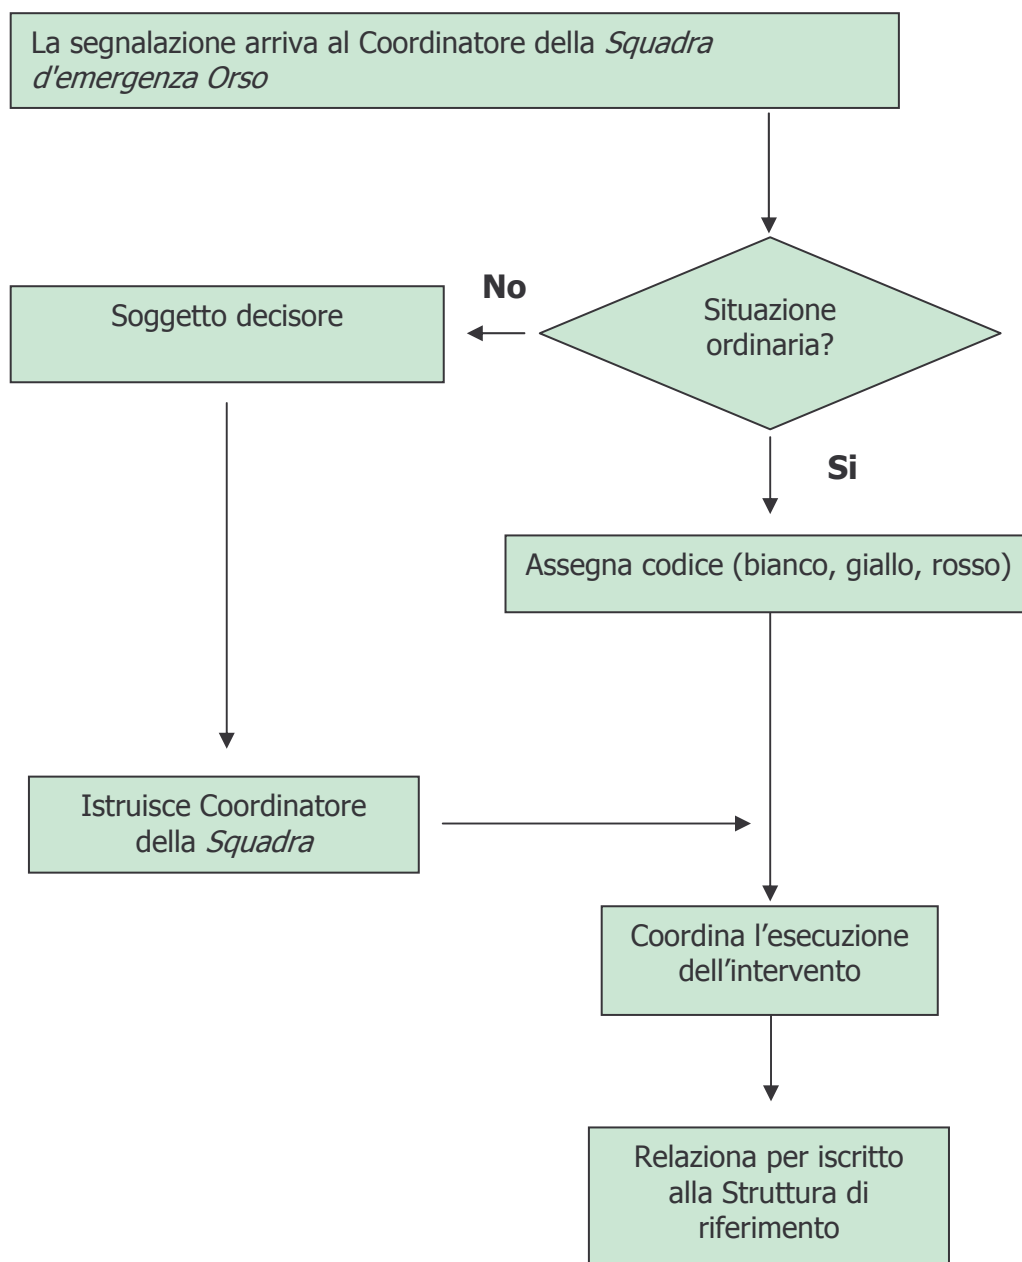 La segnalazione arriva al Coordinatore della Squadra
d'emergenza Orso
No
Soggetto decisore
Situazione
ordinaria?
Si
Assegna codice (bianco, giallo, rosso)
Istruisce Coordinatore
della Squadra
Coordina l’esecuzione
dell’intervento
Relaziona per iscritto
alla Struttura di
riferimento